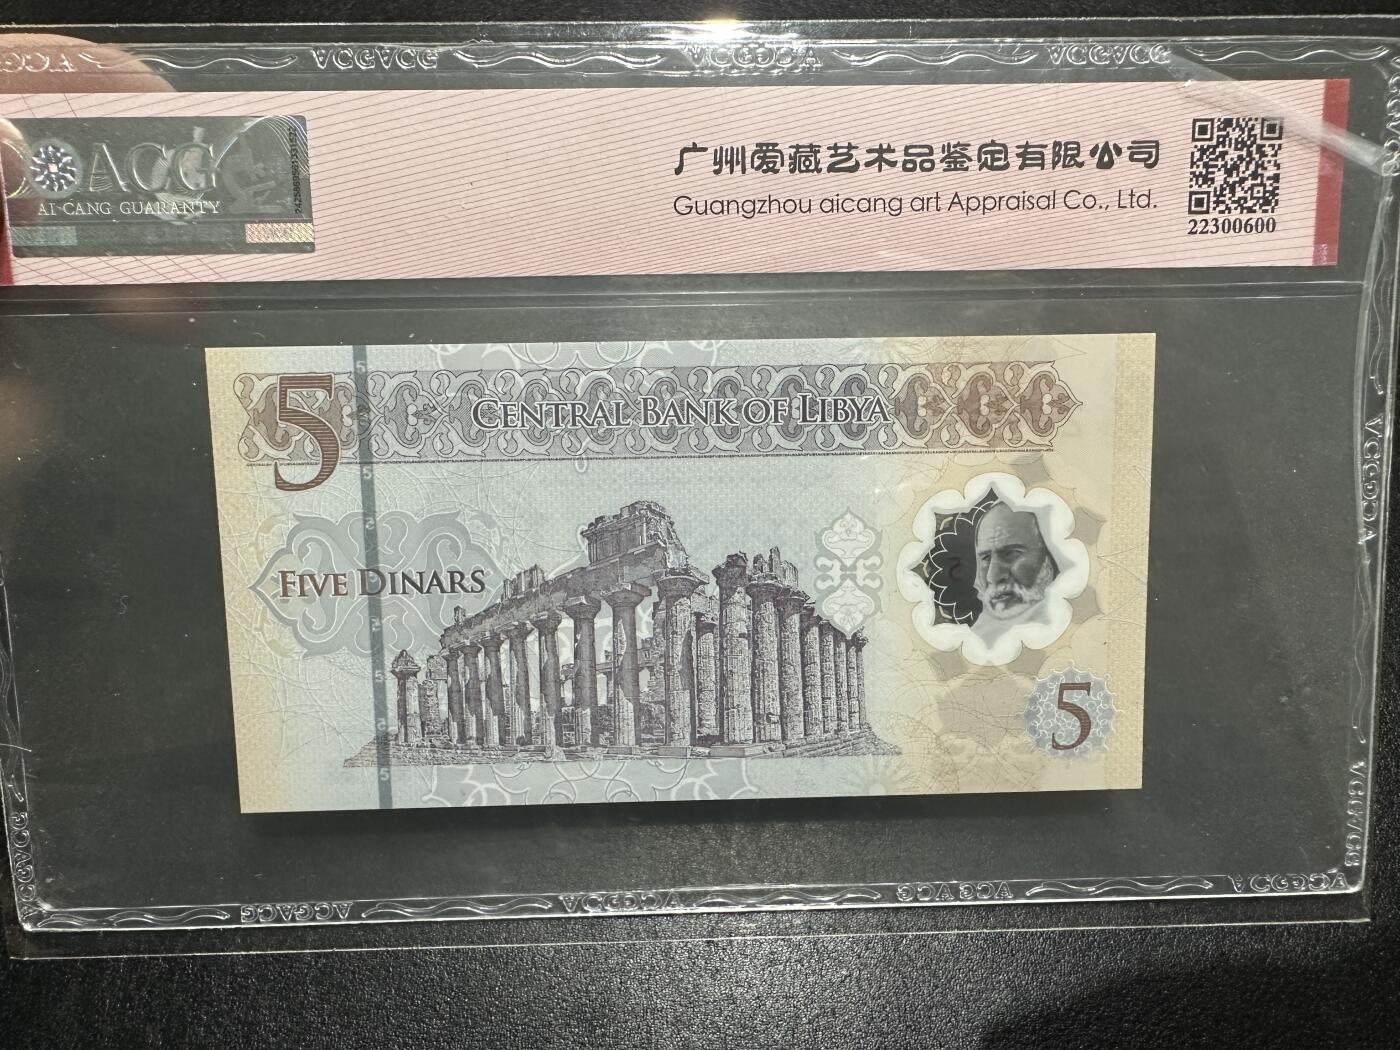 ACG
AI-CANG GUARANTY
广州爱藏艺术品鉴定有限公司
Guangzhou aicang art Appraisal Co., Ltd.
22300600
5
CENTRAL BANK OF LIBYA
FIVE DINARS
5